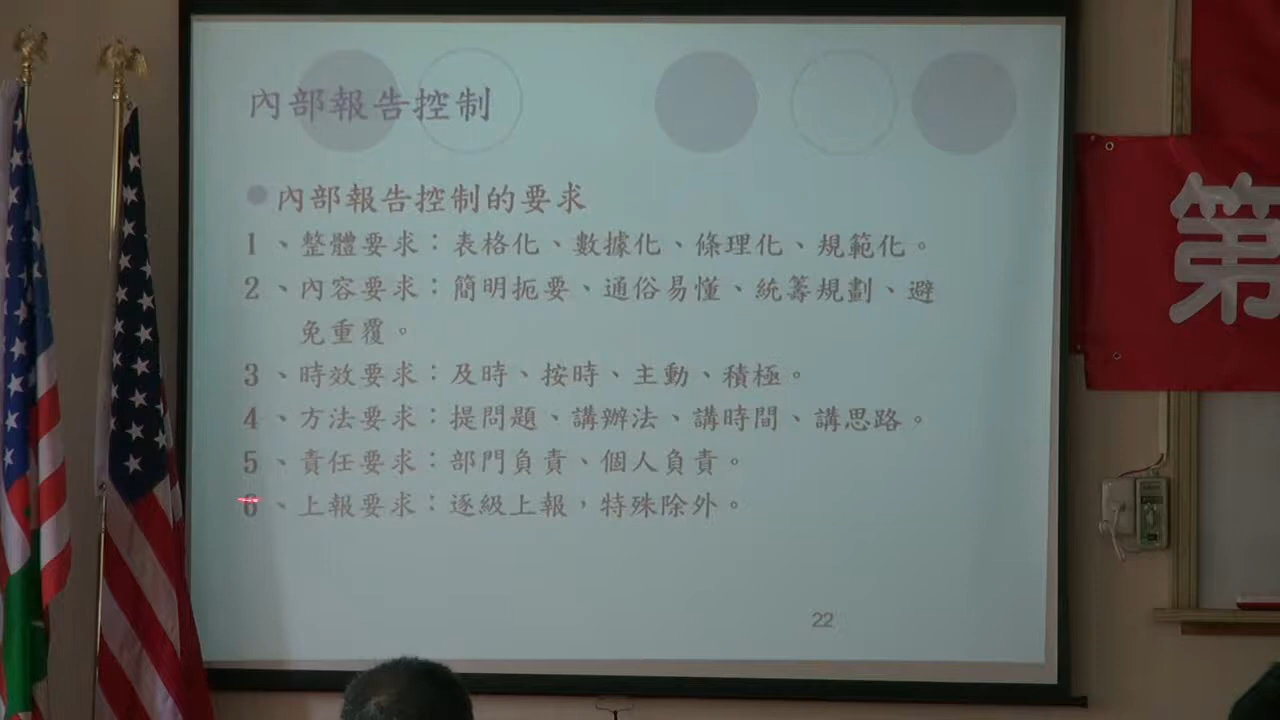 內部報告控制
內部報告控制的要求
1、整體要求：表格化、數據化、條理化、規範化。
2、內容要求：簡明扼要、通俗易懂、統籌規劃、避
免重覆。
3、時效要求：及時、按時、主動、積極。
4、方法要求：提問題、講辦法、講時間、講思路。
5、責任要求：部門負責、個人負責。
6、上報要求：逐級上報，特殊除外。
22
第